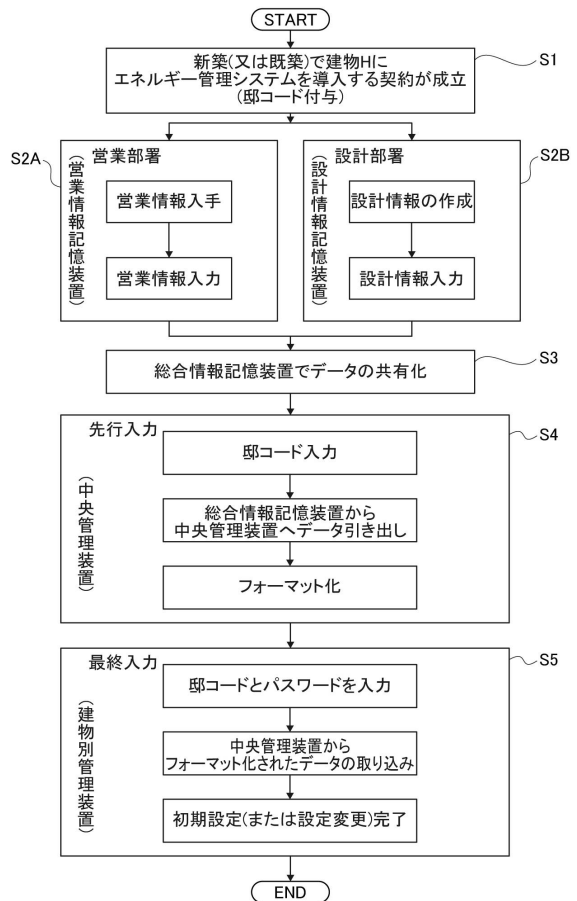 START
新築(又は既築)で建物Hに
エネルギー管理システムを導入する契約が成立
(邸コード付与)
S1
S2A
営業部署
(営業情報記憶装置)
営業情報入手
営業情報入力
設計部署
(設計情報記憶装置)
設計情報の作成
設計情報入力
S2B
総合情報記憶装置でデータの共有化
S3
先行入力
(中央管理装置)
邸コード入力
総合情報記憶装置から
中央管理装置へデータ引き出し
フォーマット化
S4
最終入力
(建物別管理装置)
邸コードとパスワードを入力
中央管理装置から
フォーマット化されたデータの取り込み
初期設定(または設定変更)完了
S5
END